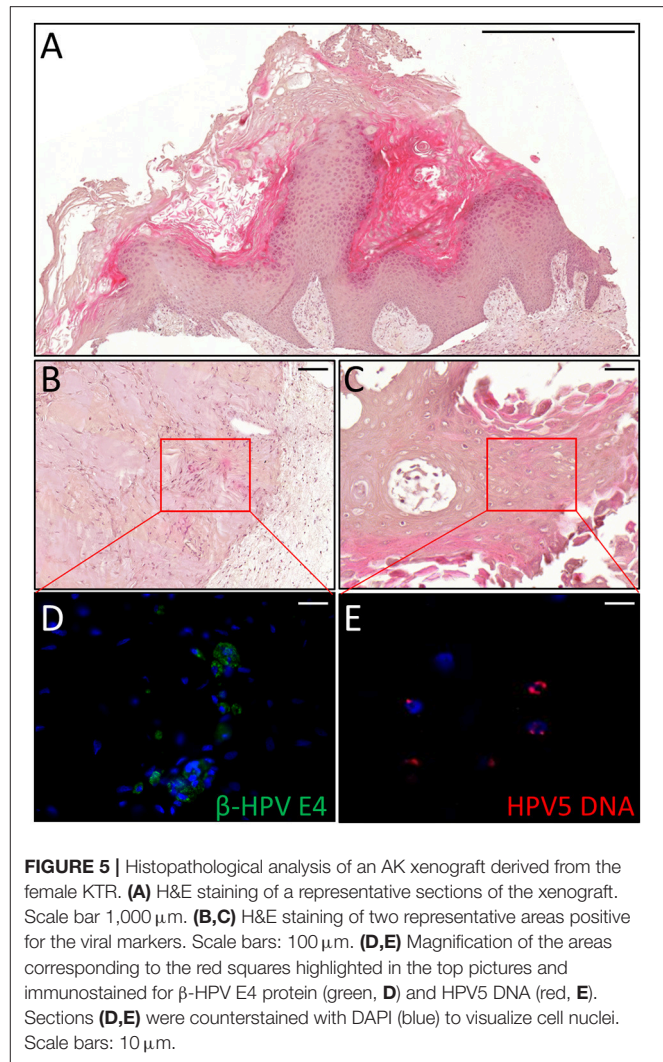 A
B
C
D
β-HPV E4
E
HPV5 DNA
FIGURE 5 | Histopathological analysis of an AK xenograft derived from the
female KTR. (A) H&E staining of a representative sections of the xenograft.
Scale bar 1,000 μm. (B,C) H&E staining of two representative areas positive
for the viral markers. Scale bars: 100 μm. (D,E) Magnification of the areas
corresponding to the red squares highlighted in the top pictures and
immunostained for β-HPV E4 protein (green, D) and HPV5 DNA (red, E).
Sections (D,E) were counterstained with DAPI (blue) to visualize cell nuclei.
Scale bars: 10 μm.